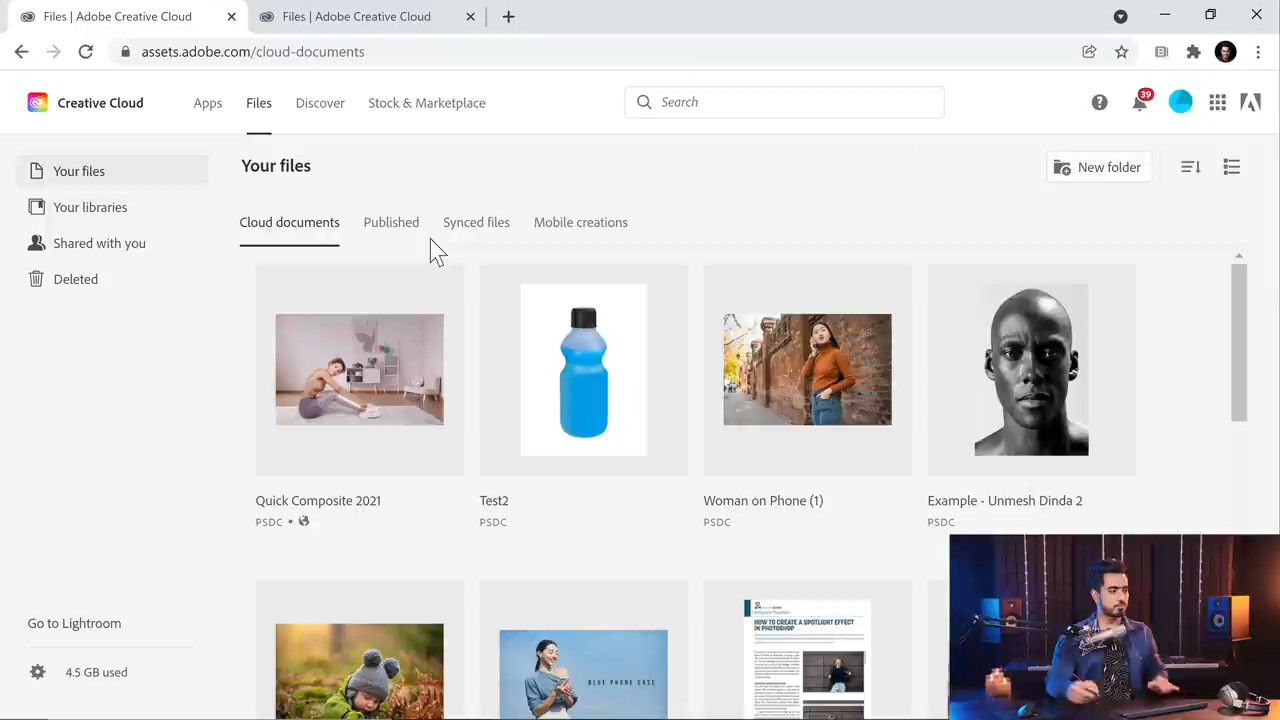 Files | Adobe Creative Cloud
Files | Adobe Creative Cloud
assets.adobe.com/cloud-documents
Creative Cloud
Apps
Files
Discover
Stock & Marketplace
Search
39
Your files
Your files
New folder
Your libraries
Cloud documents
Published
Synced files
Mobile creations
Shared with you
Deleted
Quick Composite 2021
Test2
Woman on Phone (1)
Example - Unmesh Dinda 2
PSDC
PSDC
PSDC
PSDC
HOW TO CREATE A SPOTLIGHT EFFECT
IN PHOTOSHOP
Go to Lightroom
GB used
BLUE PHONE CASE